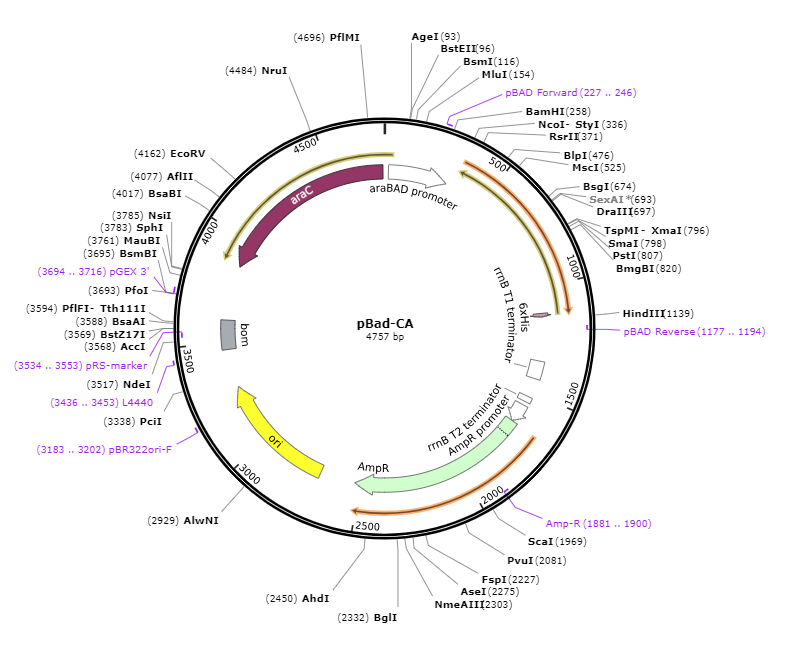 (4696) PflMI
AgeI (93)
BstEII (96)
BsmI (116)
MluI (154)
pBAD Forward (227 .. 246)
BamHI (258)
NcoI - StyI (336)
RsrII (371)
BlpI (476)
MscI (525)
BsgI (674)
SexAI * (693)
DraIII (697)
TspMI - XmaI (796)
SmaI (798)
PstI (807)
BmgBI (820)
HindIII (1139)
pBAD Reverse (1177 .. 1194)
Amp-R (1881 .. 1900)
ScaI (1969)
PvuI (2081)
FspI (2227)
AseI (2275)
NmeAIII (2303)
(2332) BglI
(2450) AhdI
(2929) AlwNI
(3183 .. 3202) pBR322ori-F
(3338) PciI
(3436 .. 3453) L4440
(3517) NdeI
(3534 .. 3553) pRS-marker
(3568) AccI
(3569) BstZ17I
(3588) BsaAI
(3594) PflFI - Tth111I
(3693) PfoI
(3694 .. 3716) pGEX 3'
(3695) BsmBI
(3761) MauBI
(3783) SphI
(3785) NsiI
(4017) BsaBI
(4077) AflII
(4162) EcoRV
(4484) NruI
500
1000
1500
2000
2500
3000
3500
4000
4500
araC
araBAD promoter
6xHis
rrnB T1 terminator
rrnB T2 terminator
AmpR promoter
AmpR
ori
bom
pBad-CA
4757 bp